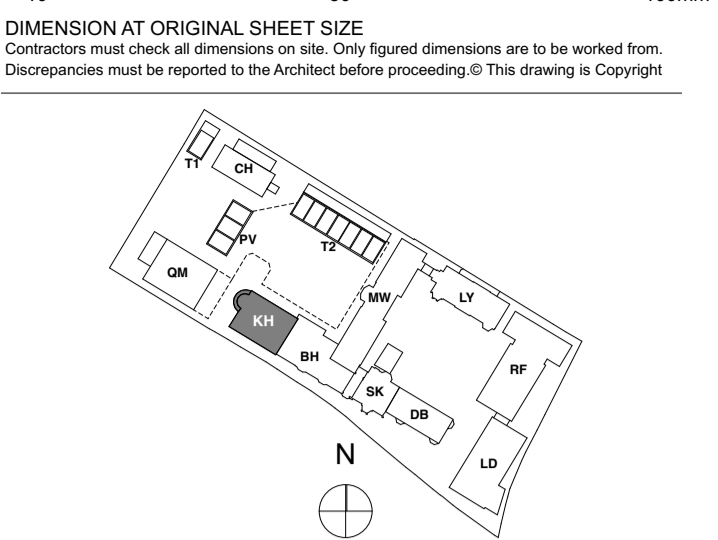 DIMENSION AT ORIGINAL SHEET SIZE
Contractors must check all dimensions on site. Only figured dimensions are to be worked from.
Discrepancies must be reported to the Architect before proceeding.© This drawing is Copyright
T1
CH
PV
T2
QM
KH
BH
MW
LY
SK
DB
RF
LD
N